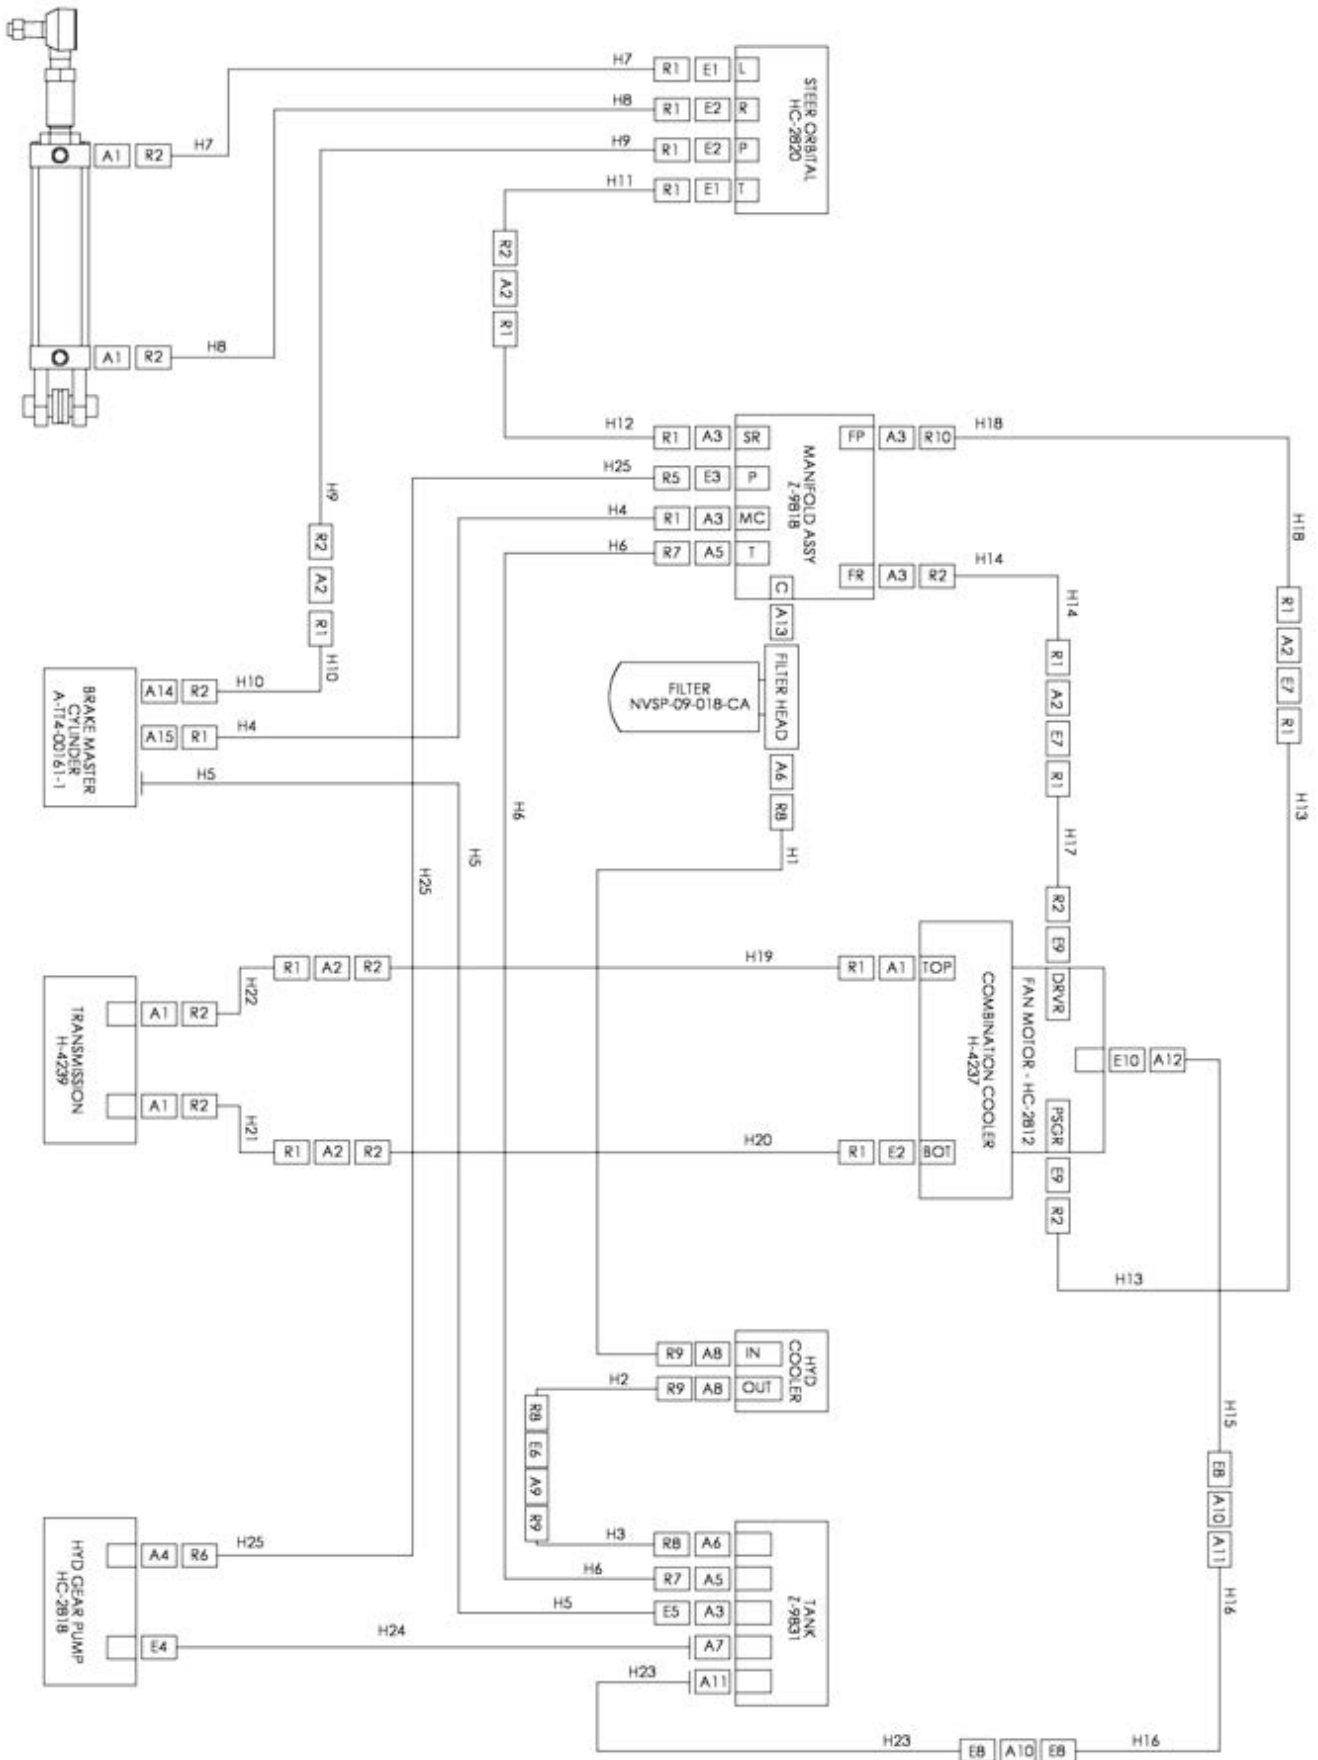 H7
R1
E1
L
H8
R1
E2
R
H9
R1
E2
P
H11
R1
E1
T
STEER ORBITAL
HC-2820
A1
R2
H7
R2
A2
R1
A1
R2
H8
H12
R1
A3
SR
H25
R5
E3
P
H4
R1
A3
MC
H6
R7
A5
T
MANIFOLD ASSY
Z-9818
FP
A3
R10
H18
FR
A3
R2
H14
C
A13
FILTER HEAD
FILTER
NVSP-09-018-CA
A6
R8
H1
H18
R1
A2
E7
R1
H13
H14
R1
A2
E7
R1
H17
R2
E9
H9
R2
A2
R1
H10
BRAKE MASTER
CYLINDER
A-TT4-00161-1
A14
R2
H10
A15
R1
H4
H5
H6
H5
H25
TRANSMISSION
H-4239
A1
R2
H22
R1
A2
R2
H19
R1
A1
TOP
A1
R2
H21
R1
A2
R2
H20
R1
E2
BOT
COMBINATION COOLER
H-4237
FAN MOTOR - HC-2812
DRVR
PSGR
E10
A12
E9
R2
H13
HYD
COOLER
R9
A8
IN
H2
R9
A8
OUT
R8
E6
A9
R9
H15
E8
A10
A11
H16
TANK
Z-9831
H3
R8
A6
H6
R7
A5
H5
E5
A3
H24
A7
H23
A11
HYD GEAR PUMP
HC-2818
A4
R6
H25
E4
H23
E8
A10
E8
H16